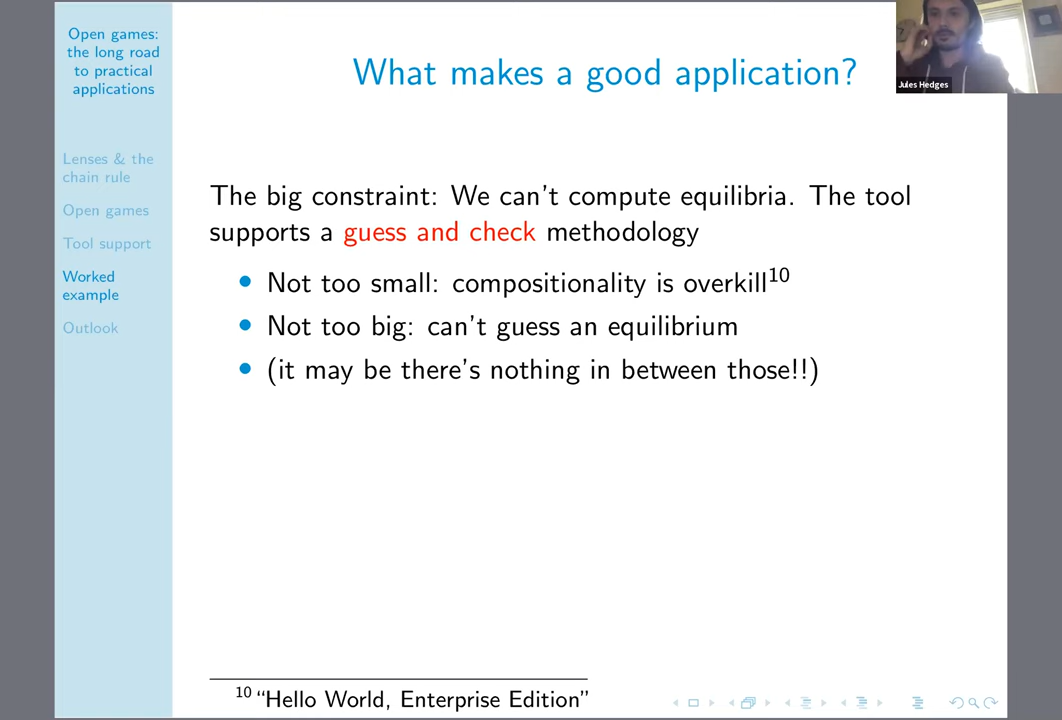 Open games:
the long road
to practical
applications
Lenses & the
chain rule
Open games
Tool support
Worked
example
Outlook
What makes a good application?
Jules Hedges
The big constraint: We can't compute equilibria. The tool
supports a guess and check methodology
Not too small: compositionality is overkill10
Not too big: can't guess an equilibrium
(it may be there's nothing in between those!!)
10 "Hello World, Enterprise Edition"